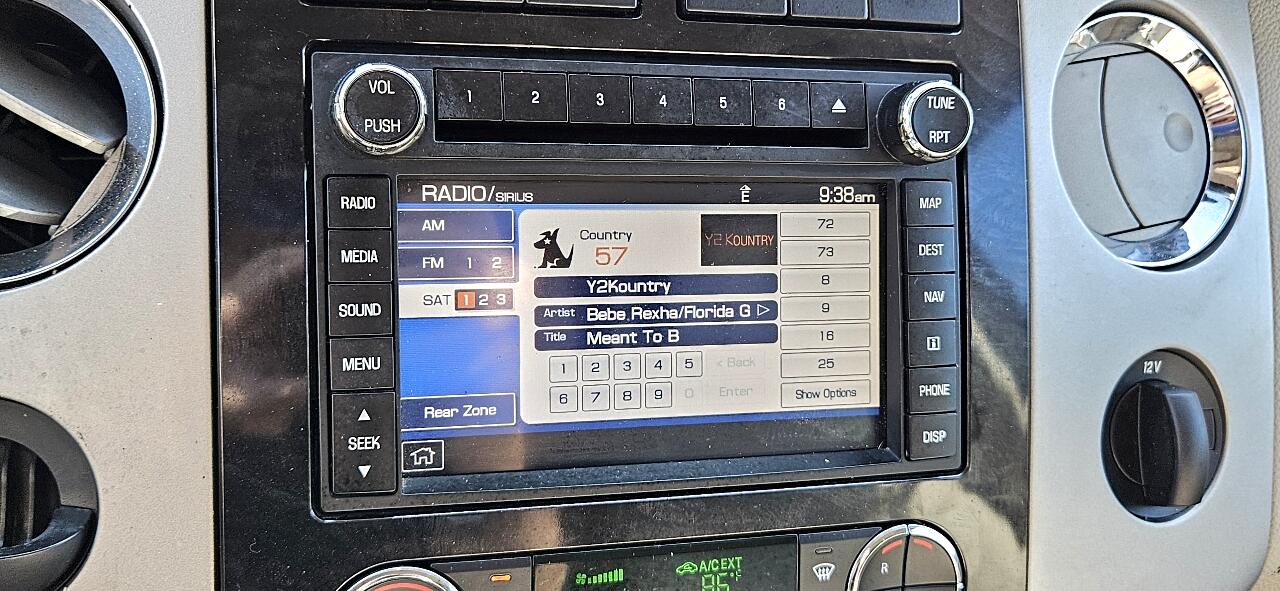 VOL
PUSH
1 2 3 4 5 6
TUNE
RPT
RADIO
MEDIA
SOUND
MENU
SEEK
RADIO/SIRIUS E 9:38am
AM
FM 1 2
SAT 1 2 3
Rear Zone
Country
57
Y2 KOUNTRY
Y2Kountry
Artist Bebe Rexha/Florida G
Title Meant To B
1 2 3 4 5 < Back
6 7 8 9 0 Enter
72
73
8
9
16
25
Show Options
MAP
DEST
NAV
i
PHONE
DISP
12V
A/C EXT
R